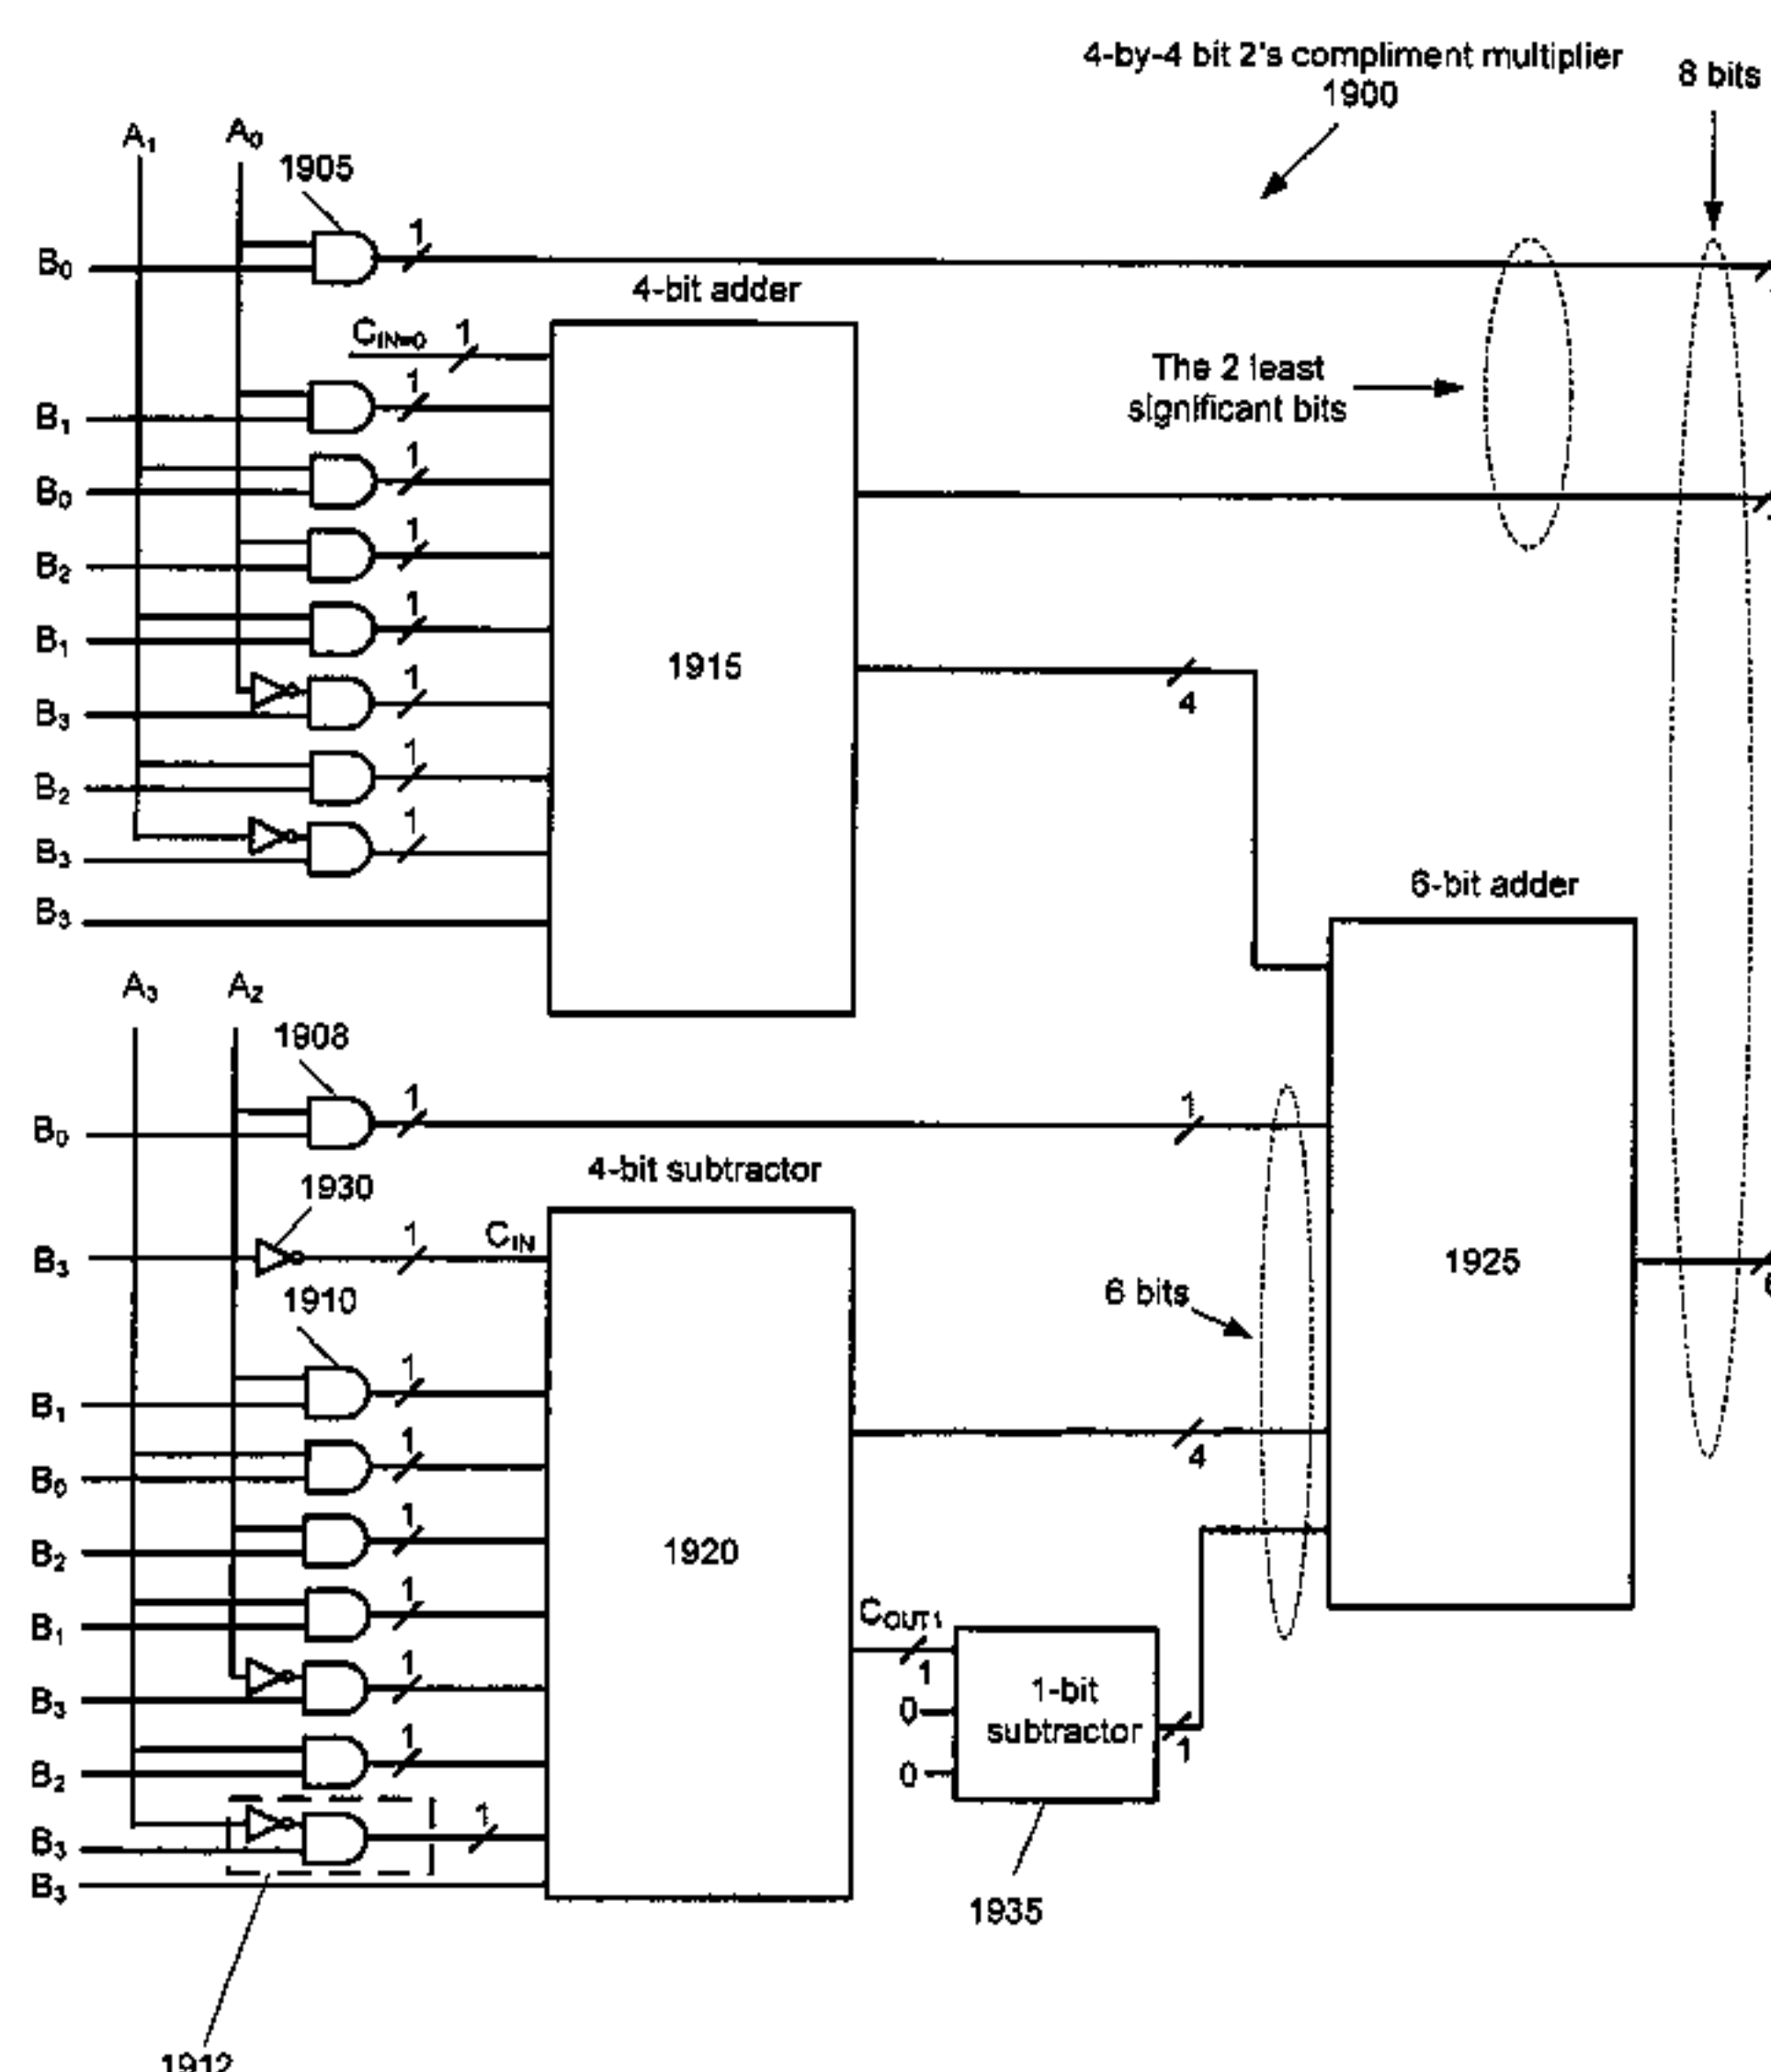 4-by-4 bit 2's compliment multiplier
1900
8 bits
A₁
A₀
1905
B₀
1
4-bit adder
C_IN=0
1
B₁
1
The 2 least
significant bits
B₀
1
B₂
1
B₁
1
1915
4
B₃
1
B₂
1
B₃
1
B₃
6-bit adder
A₃
A₂
1908
B₀
1
1
4-bit subtractor
1930
B₃
1
C_IN
1925
1910
6 bits
B₁
1
B₀
1
4
B₂
1
1920
B₁
1
C_OUT1
1
B₃
1
0
1-bit
subtractor
1
B₂
1
0
B₃
1
B₃
1935
1912